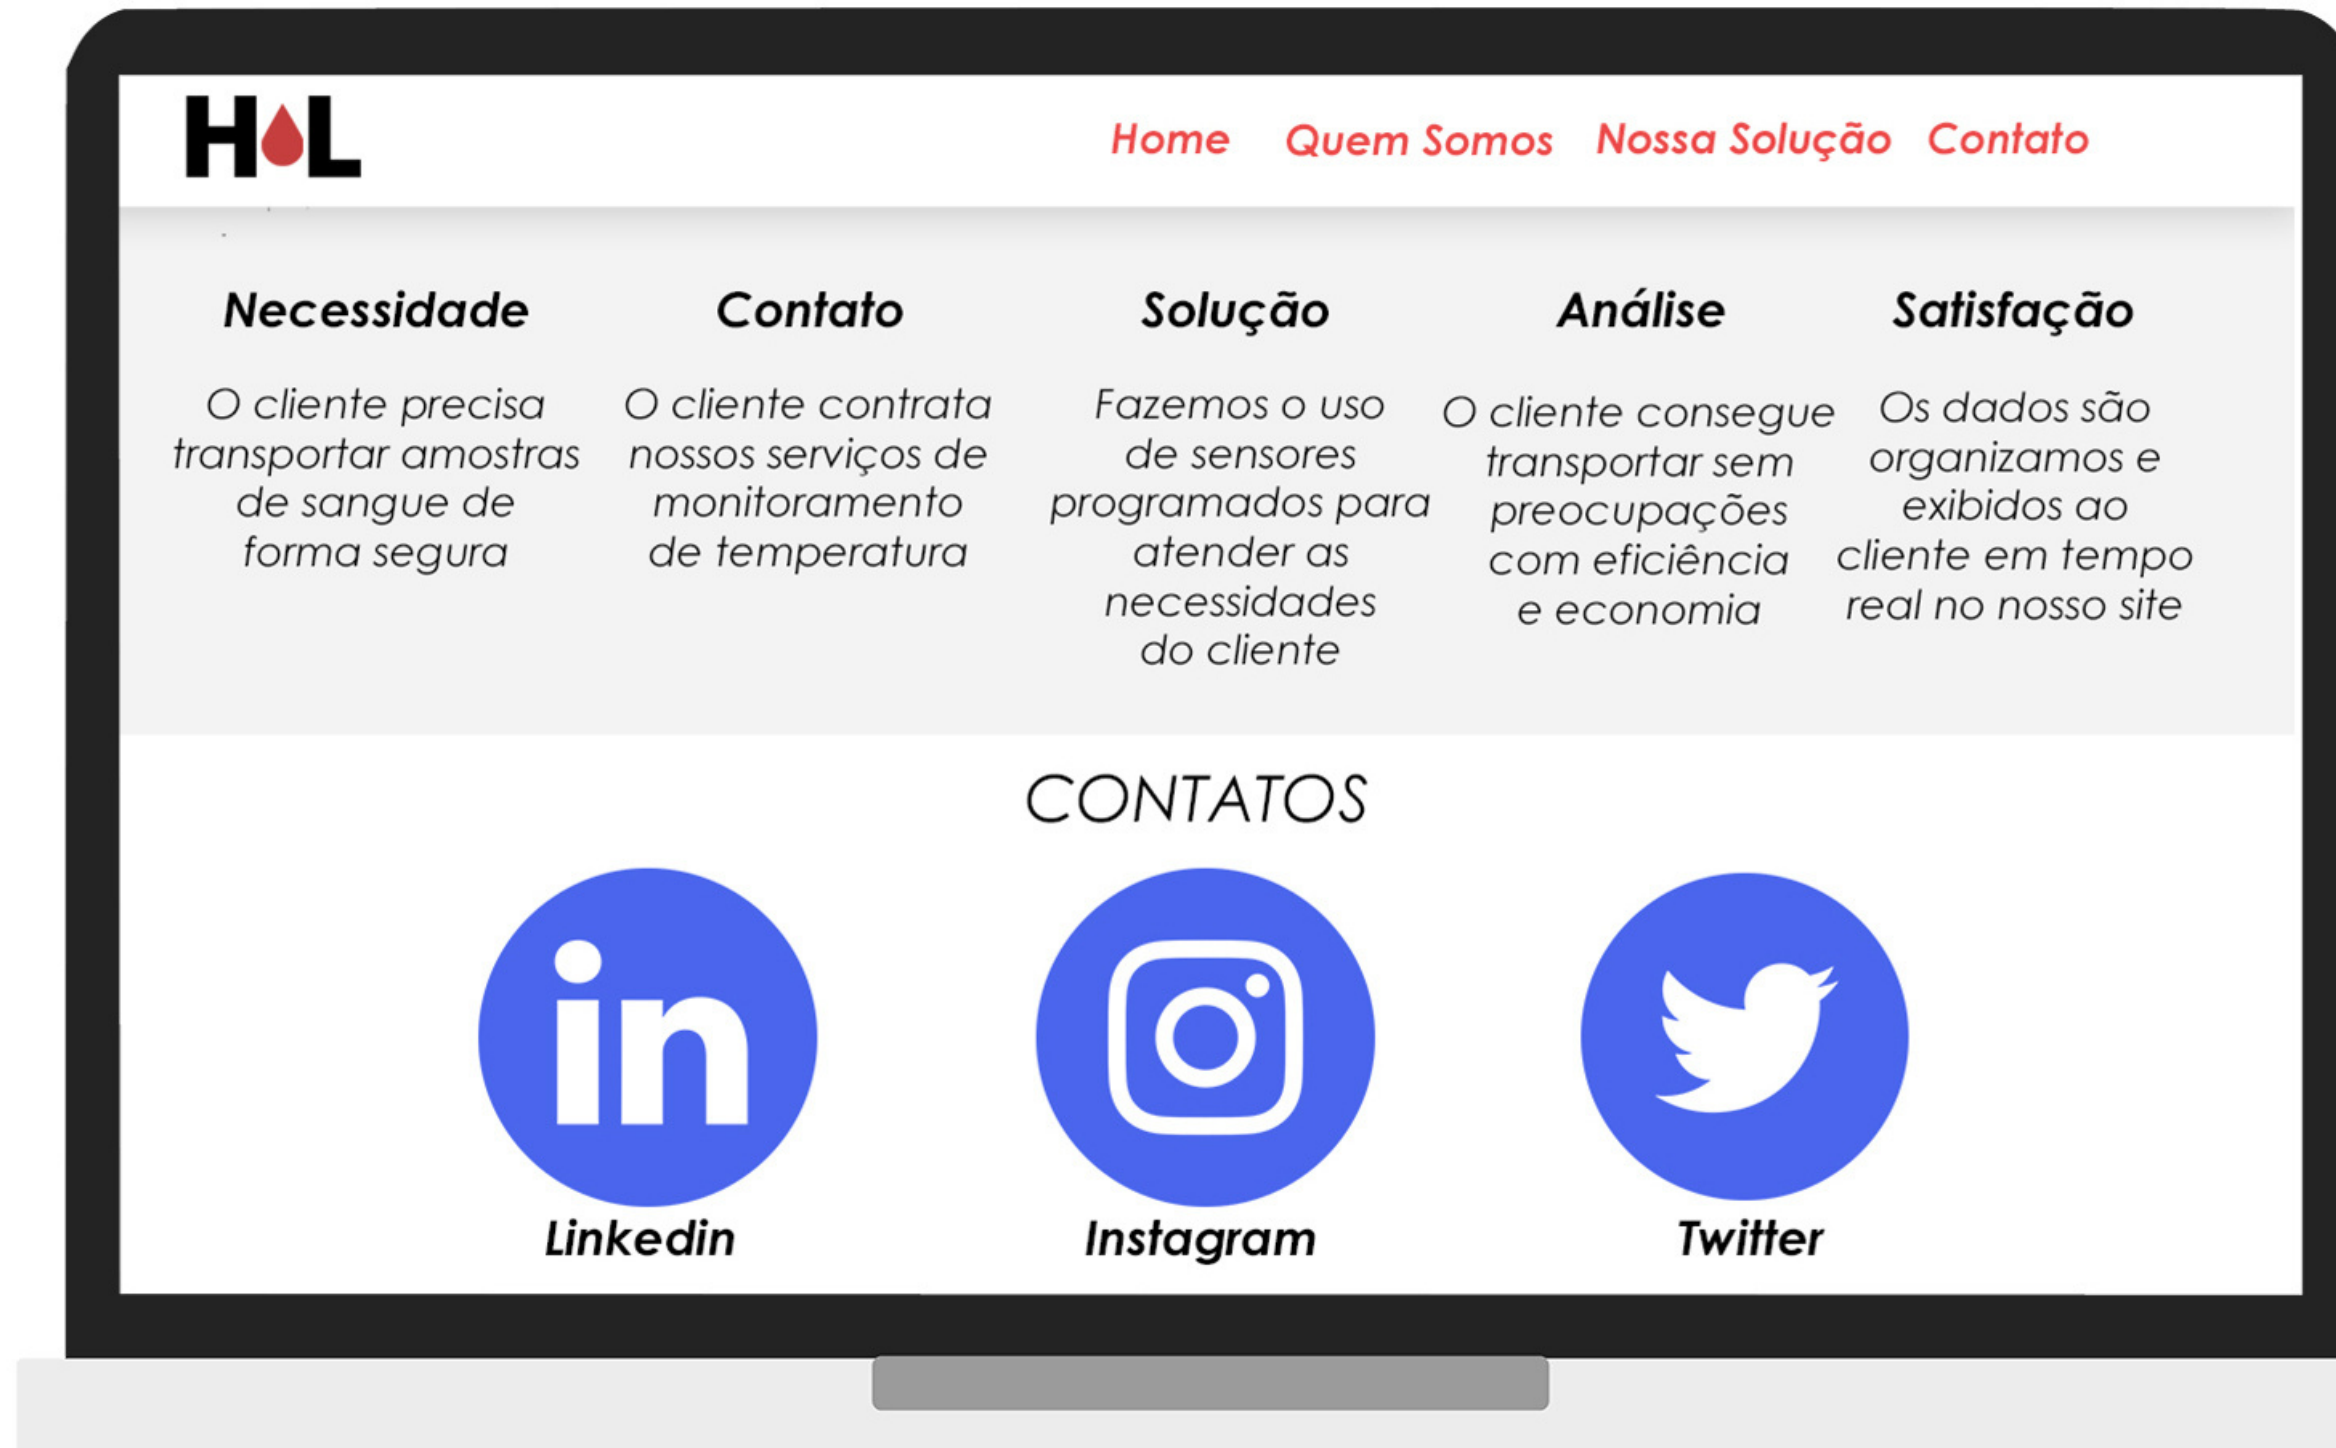 HOL
Home Quem Somos Nossa Solução Contato
Necessidade
O cliente precisa
transportar amostras
de sangue de
forma segura
Contato
O cliente contrata
nossos serviços de
monitoramento
de temperatura
Solução
Fazemos o uso
de sensores
programados para
atender as
necessidades
do cliente
Análise
O cliente consegue
transportar sem
preocupações
com eficiência
e economia
Satisfação
Os dados são
organizamos e
exibidos ao
cliente em tempo
real no nosso site
CONTATOS
in
Linkedin
Instagram
Twitter